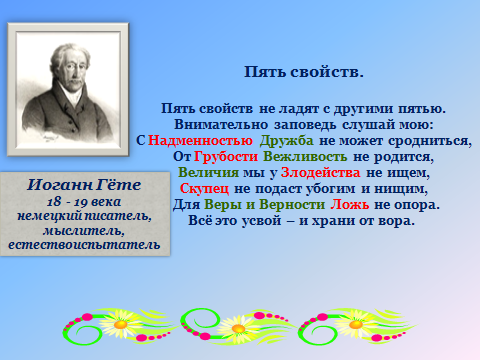 Пять свойств.
Пять свойств не ладят с другими пятью.
Внимательно заповедь слушай мою:
С Надменностью Дружба не может сродниться,
От Грубости Вежливость не родится,
Величия мы у Злодейства не ищем,
Скупец не подаст убогим и нищим,
Для Веры и Верности Ложь не опора.
Всё это усвой – и храни от вора.
Иоганн Гёте
18 - 19 века
немецкий писатель,
мыслитель,
естествоиспытатель